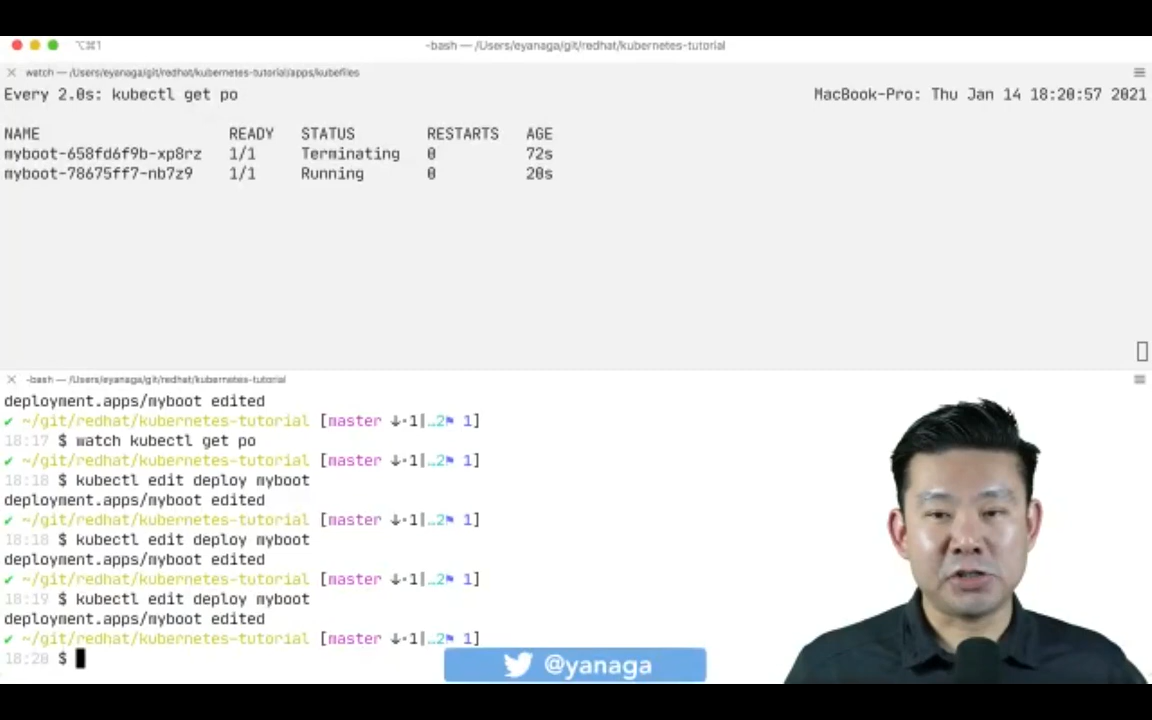 ⌥⌘1
-bash — /Users/eyanaga/git/redhat/kubernetes-tutorial
watch — /Users/eyanaga/git/redhat/kubernetes-tutorial/apps/kubefiles
Every 2.0s: kubectl get po
MacBook-Pro: Thu Jan 14 18:20:57 2021
NAME READY STATUS RESTARTS AGE
myboot-658fd6f9b-xp8rz 1/1 Terminating 0 72s
myboot-78675ff7-nb7z9 1/1 Running 0 20s
-bash — /Users/eyanaga/git/redhat/kubernetes-tutorial
deployment.apps/myboot edited
✔ ~/git/redhat/kubernetes-tutorial [master ↓·1|…2⚑ 1]
18:17 $ watch kubectl get po
✔ ~/git/redhat/kubernetes-tutorial [master ↓·1|…2⚑ 1]
18:18 $ kubectl edit deploy myboot
deployment.apps/myboot edited
✔ ~/git/redhat/kubernetes-tutorial [master ↓·1|…2⚑ 1]
18:18 $ kubectl edit deploy myboot
deployment.apps/myboot edited
✔ ~/git/redhat/kubernetes-tutorial [master ↓·1|…2⚑ 1]
18:19 $ kubectl edit deploy myboot
deployment.apps/myboot edited
✔ ~/git/redhat/kubernetes-tutorial [master ↓·1|…2⚑ 1]
18:20 $
@yanaga